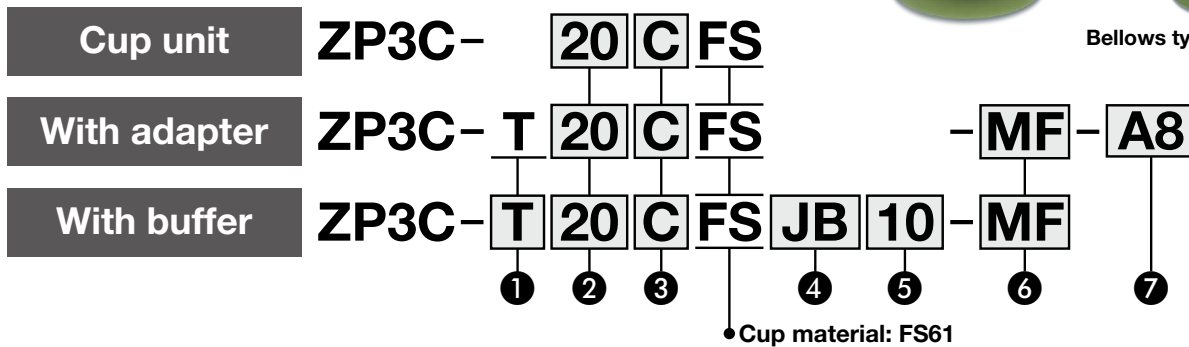 Cup unit ZP3C- 20 C FS
Bellows ty
With adapter ZP3C- T 20 C FS - MF - A8
With buffer ZP3C- T 20 C FS JB 10 - MF
❶ ❷ ❸ ❹ ❺ ❻ ❼
Cup material: FS61